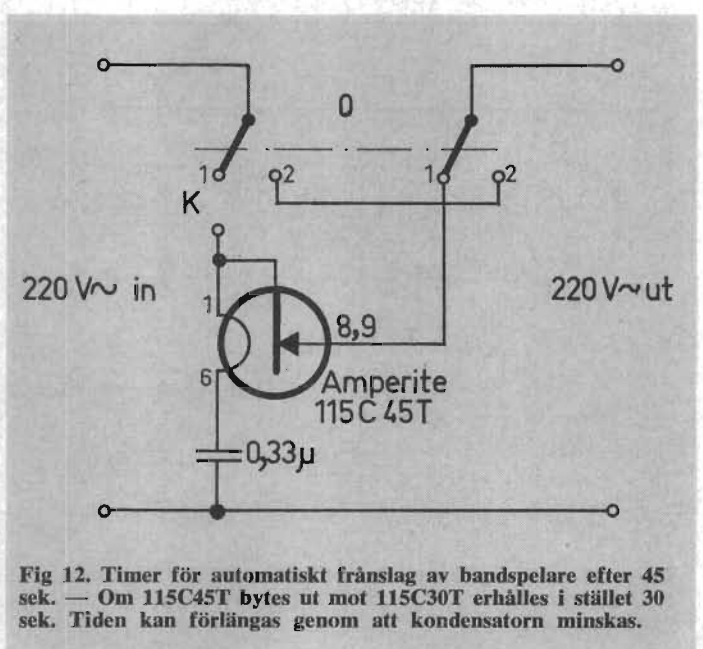 0
1 2 1 2
K
220 V~ in 220 V~ut
1
8,9
6
Amperite
115C 45T
0,33µ
Fig 12. Timer för automatiskt frånslag av bandspelare efter 45
sek. — Om 115C45T bytes ut mot 115C30T erhålles i stället 30
sek. Tiden kan förlängas genom att kondensatorn minskas.